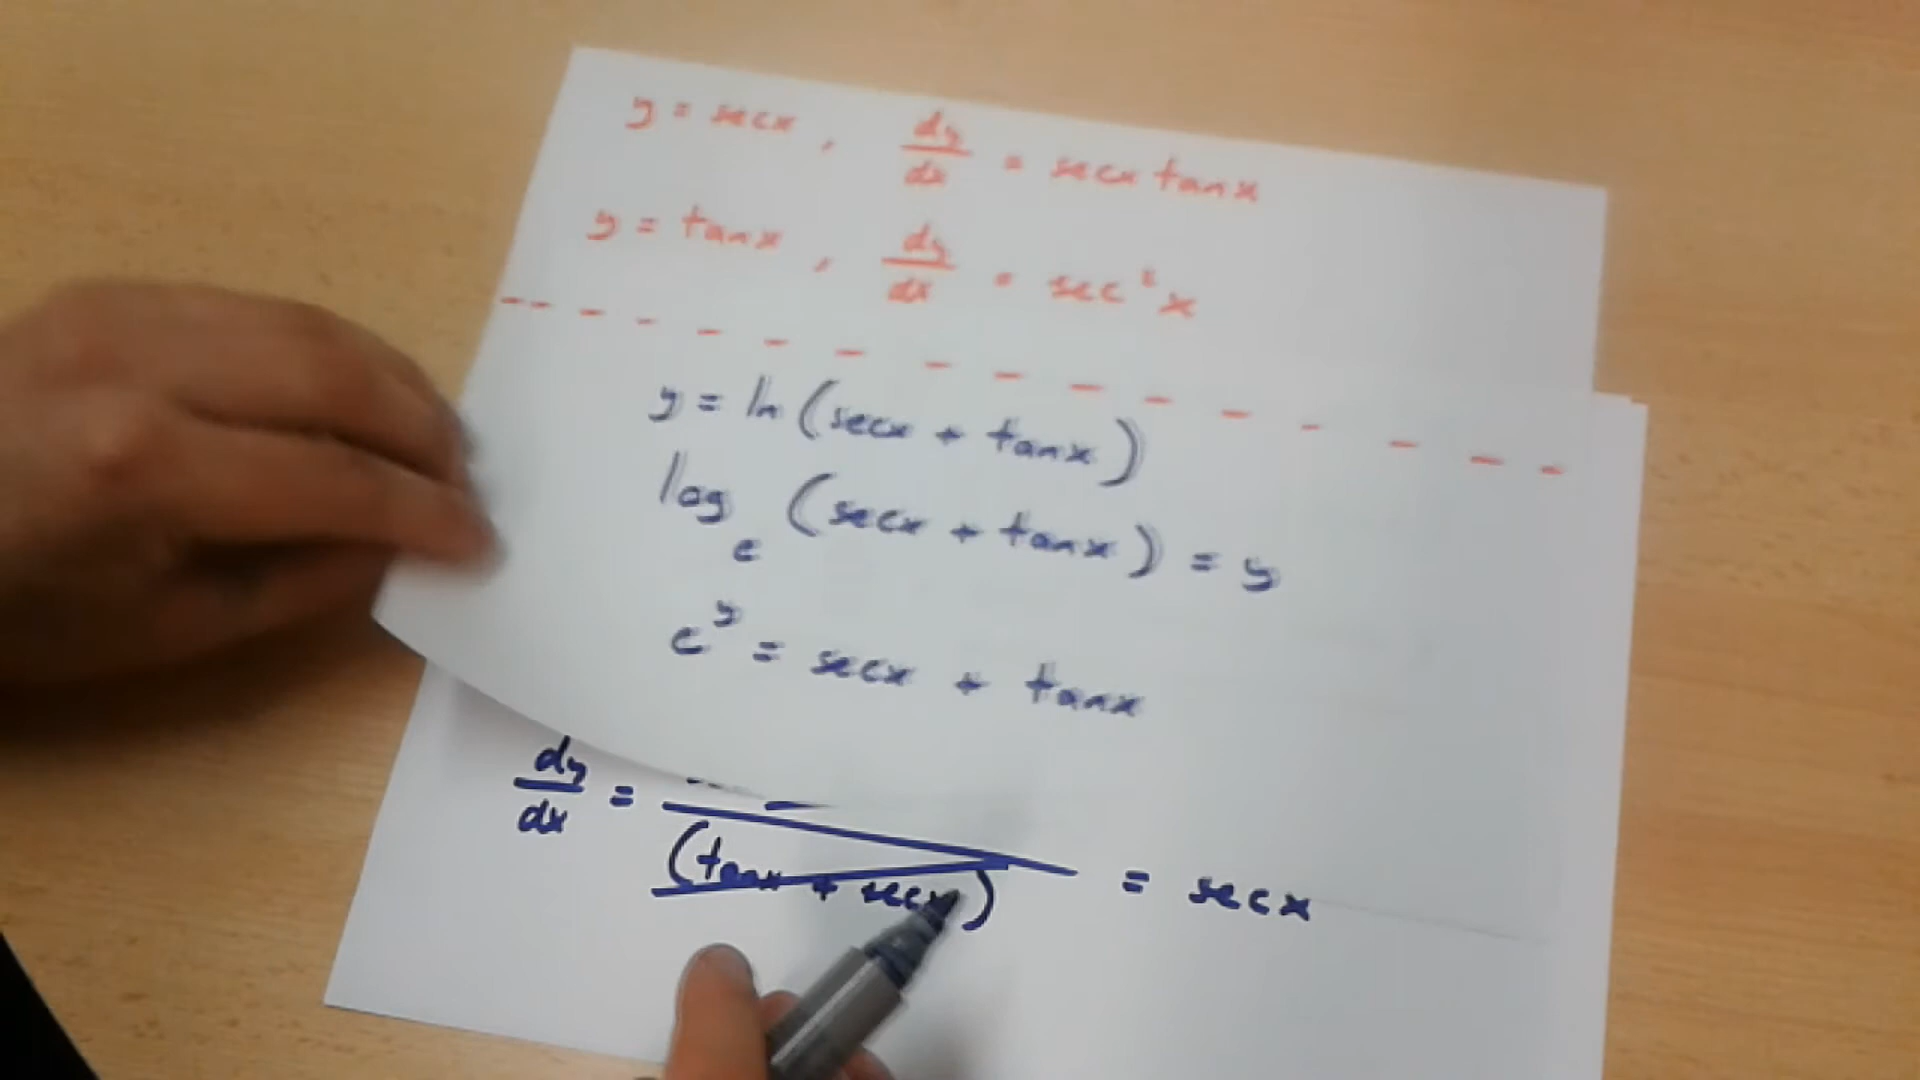 y = secx , dy/dx = secx tanx
y = tanx , dy/dx = sec²x
y = ln (secx + tanx)
log e (secx + tanx) = y
e^y = secx + tanx
dy/dx = /(tanx + secx) = secx